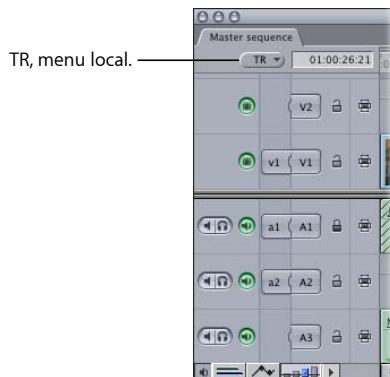 Master sequence
TR, menu local.
TR 01:00:26:21
V2
v1 V1
a1 A1
a2 A2
A3